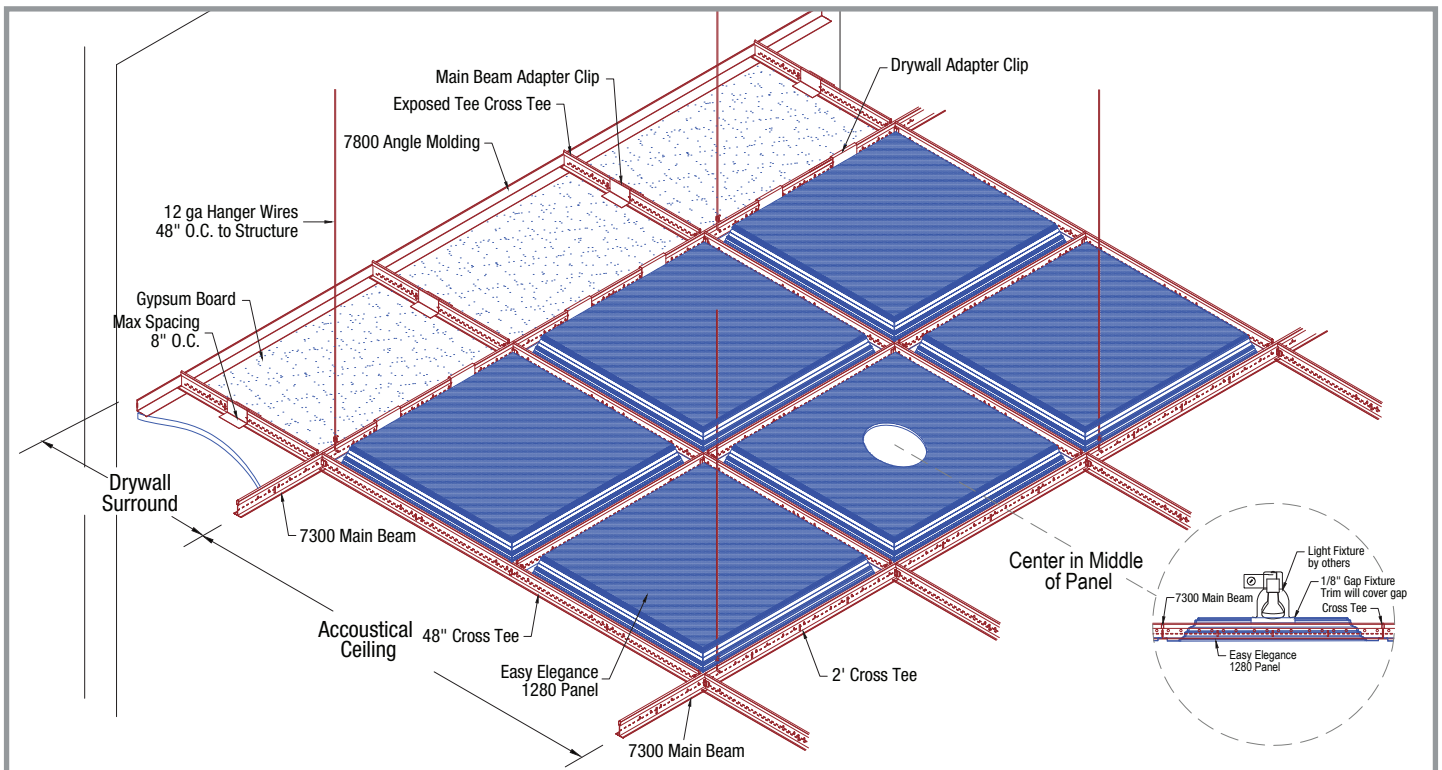 Main Beam Adapter Clip
Exposed Tee Cross Tee
7800 Angle Molding
Drywall Adapter Clip
12 ga Hanger Wires
48" O.C. to Structure
Gypsum Board
Max Spacing
8" O.C.
Drywall
Surround
7300 Main Beam
Accoustical
Ceiling
48" Cross Tee
Easy Elegance
1280 Panel
7300 Main Beam
2' Cross Tee
Center in Middle
of Panel
Light Fixture
by others
1/8" Gap Fixture
Trim will cover gap
Cross Tee
7300 Main Beam
Easy Elegance
1280 Panel